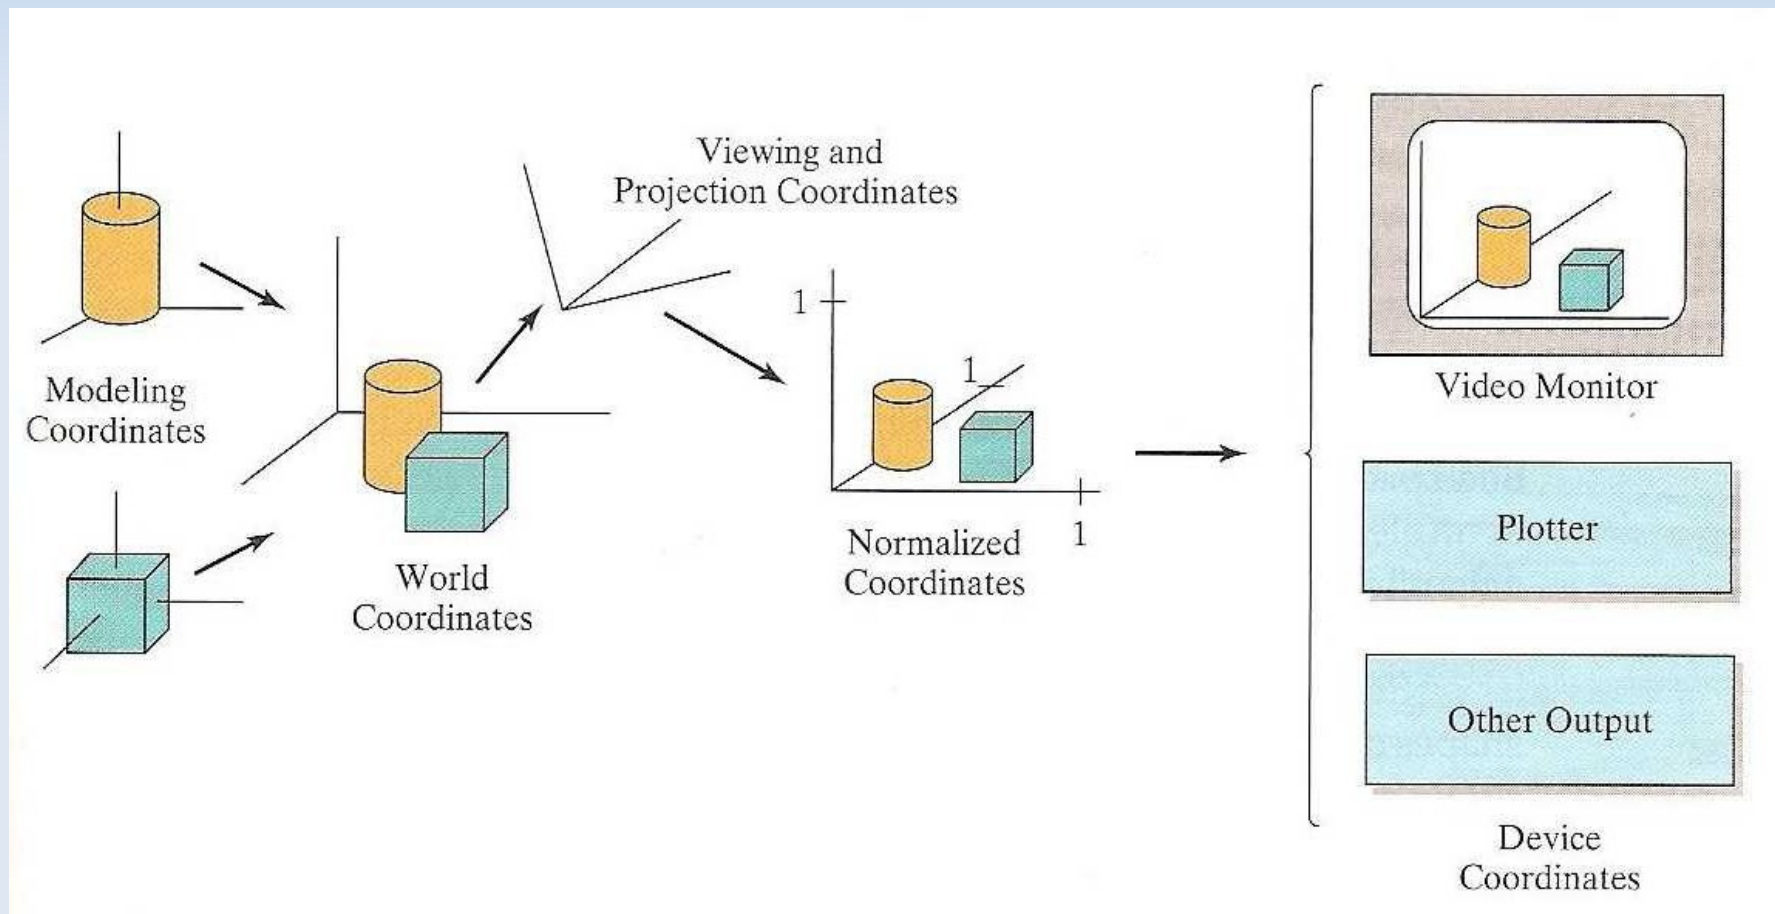 Modeling
Coordinates
World
Coordinates
Viewing and
Projection Coordinates
1
1
1
Normalized
Coordinates
Video Monitor
Plotter
Other Output
Device
Coordinates